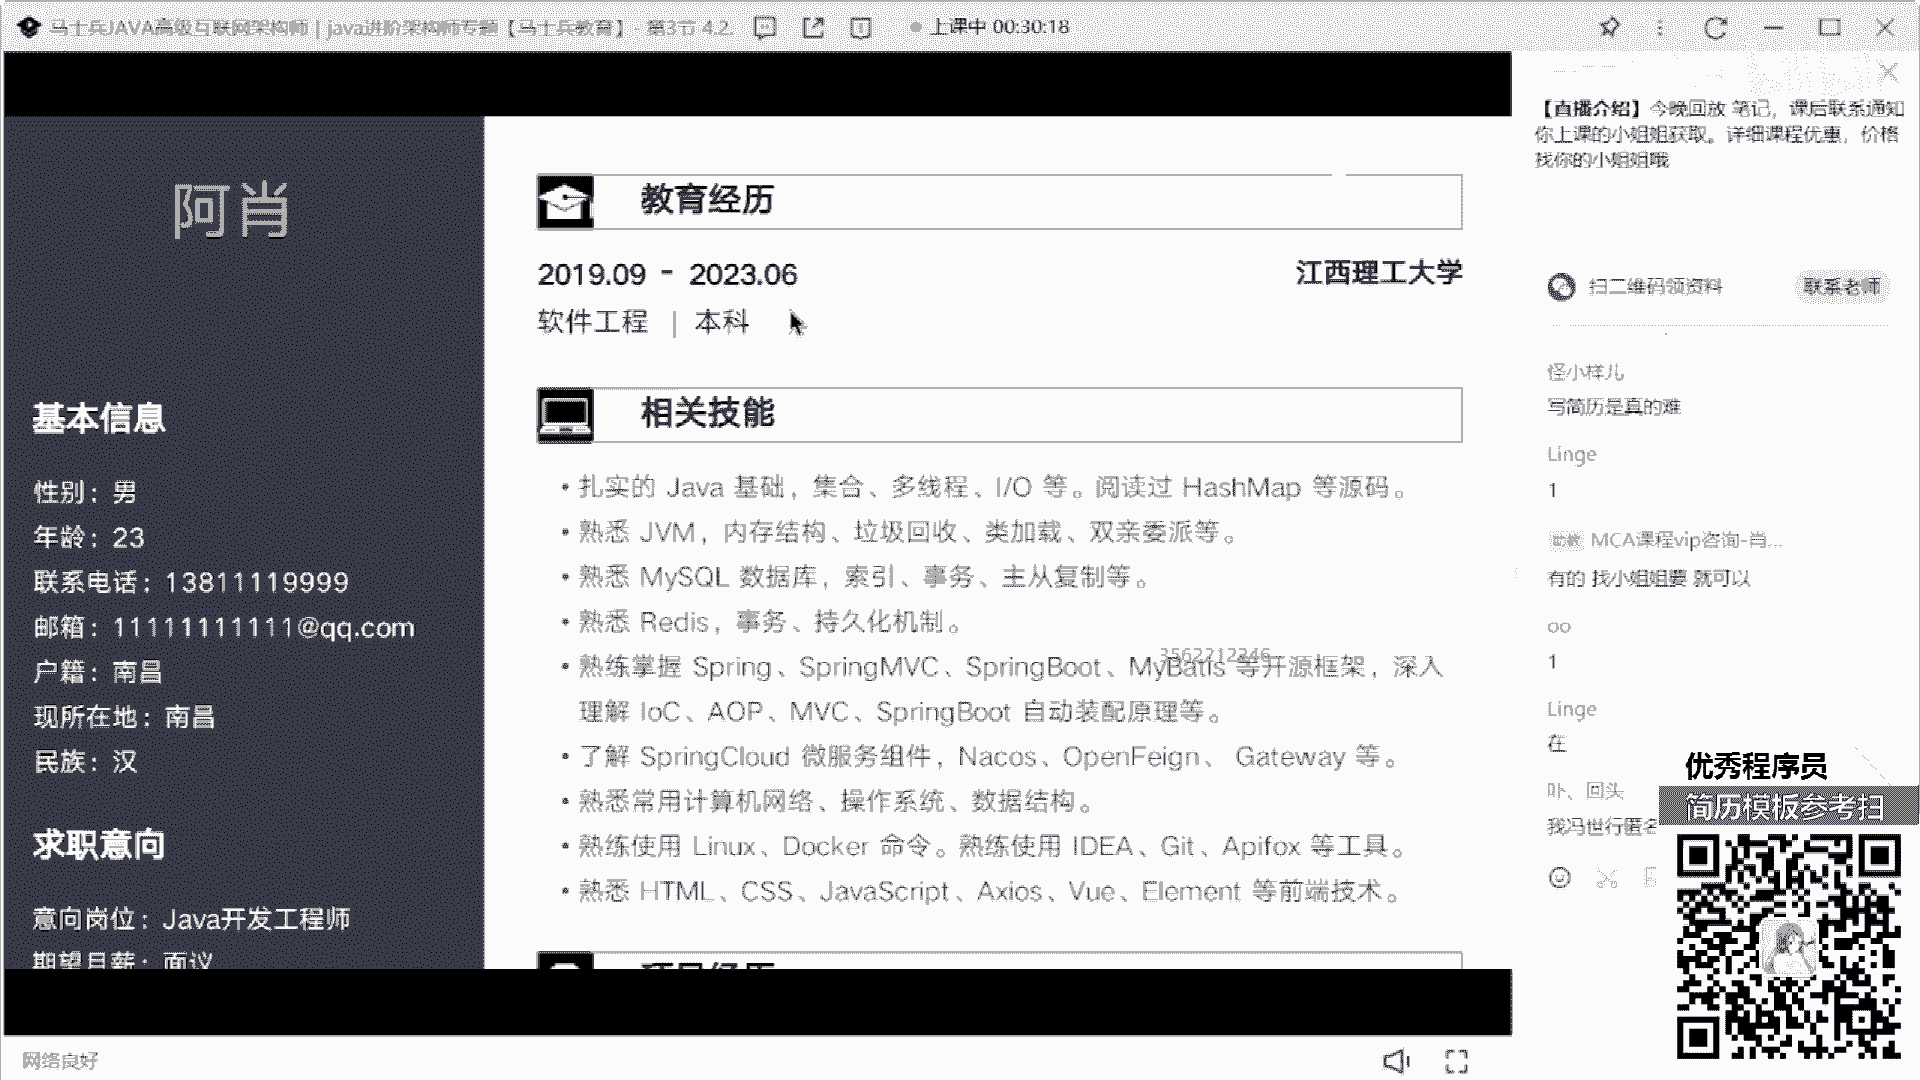 马士兵JAVA高级互联网架构师 | java进阶架构师专题【马士兵教育】 - 第3节 4.2.
上课中 00:30:18
阿肖
基本信息
性别：男
年龄：23
联系电话：13811119999
邮箱：11111111111@qq.com
户籍：南昌
现所在地：南昌
民族：汉
求职意向
意向岗位：Java开发工程师
期望月薪：面议
教育经历
2019.09 - 2023.06 江西理工大学
软件工程 | 本科
相关技能
• 扎实的 Java 基础，集合、多线程、I/O 等。阅读过 HashMap 等源码。
• 熟悉 JVM，内存结构、垃圾回收、类加载、双亲委派等。
• 熟悉 MySQL 数据库，索引、事务、主从复制等。
• 熟悉 Redis，事务、持久化机制。
3562212246
• 熟练掌握 Spring、SpringMVC、SpringBoot、MyBatis 等开源框架，深入
理解 IoC、AOP、MVC、SpringBoot 自动装配原理等。
• 了解 SpringCloud 微服务组件，Nacos、OpenFeign、 Gateway 等。
• 熟悉常用计算机网络、操作系统、数据结构。
• 熟练使用 Linux、Docker 命令。熟练使用 IDEA、Git、Apifox 等工具。
• 熟悉 HTML、CSS、JavaScript、Axios、Vue、Element 等前端技术。
项目经历
网络良好
【直播介绍】今晚回放 笔记，课后联系通知
你上课的小姐姐获取。详细课程优惠，价格
找你的小姐姐哦
扫二维码领资料
联系老师
怪小样儿
写简历是真的难
Linge
1
助教 MCA课程vip咨询-肖...
有的 找小姐姐要 就可以
oo
1
Linge
在
卟、回头
我冯世行匿名
优秀程序员
简历模板参考扫